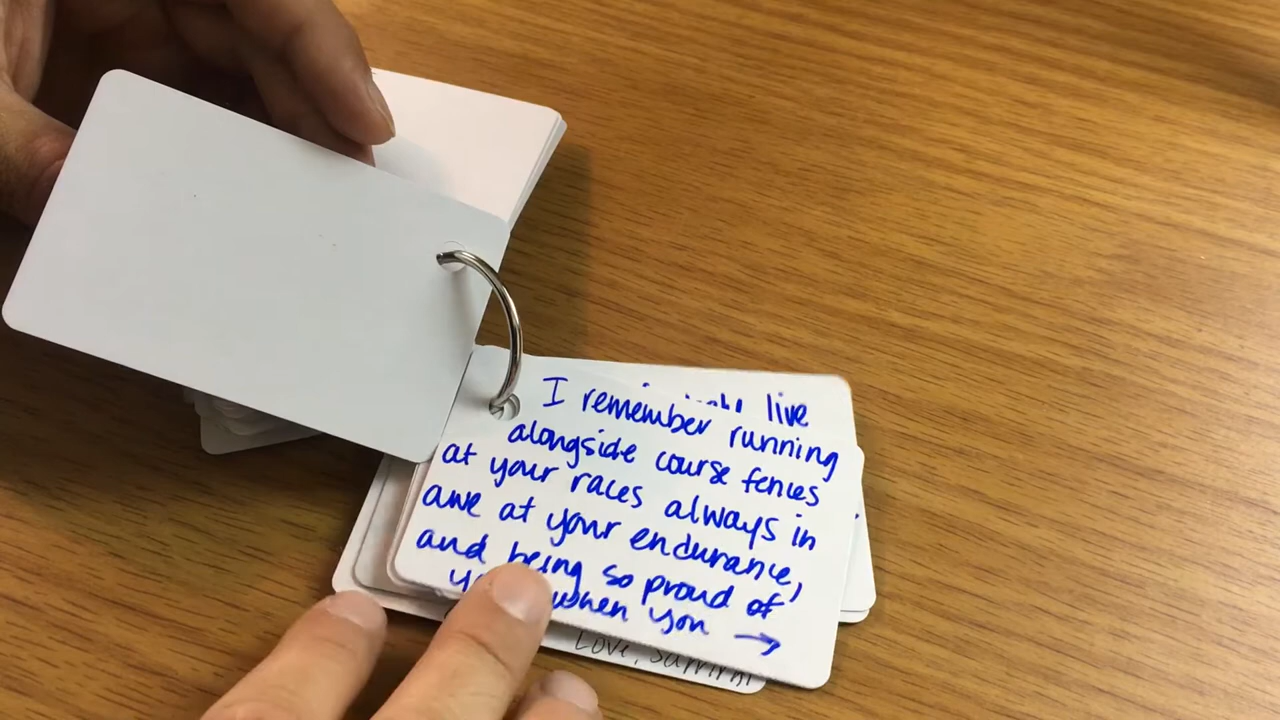 live
I remember running
alongside course fences
at your races always in
awe at your endurance,
and being so proud of
when you →
Love,